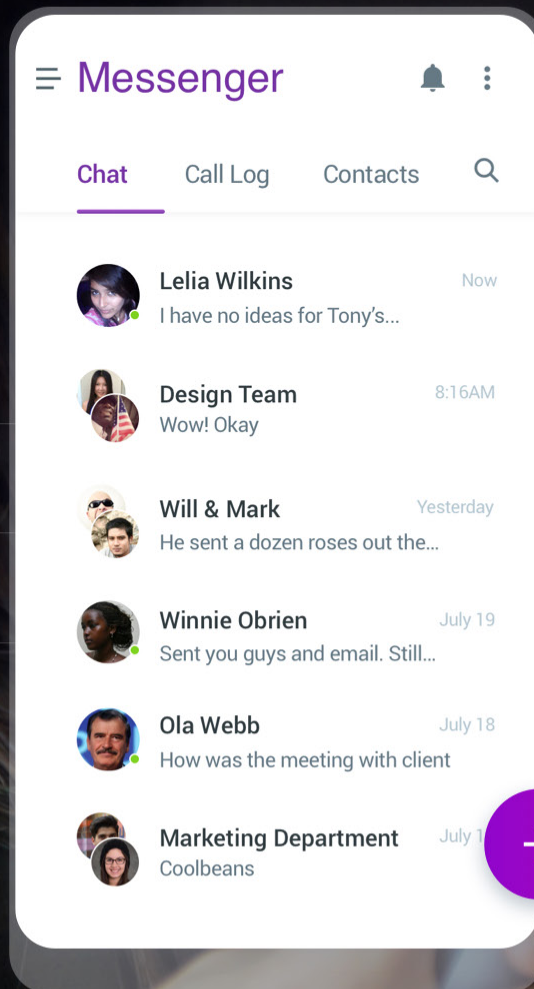 Messenger
Chat Call Log Contacts
Lelia Wilkins Now
I have no ideas for Tony’s...
Design Team 8:16AM
Wow! Okay
Will & Mark Yesterday
He sent a dozen roses out the...
Winnie Obrien July 19
Sent you guys and email. Still...
Ola Webb July 18
How was the meeting with client
Marketing Department July
Coolbeans